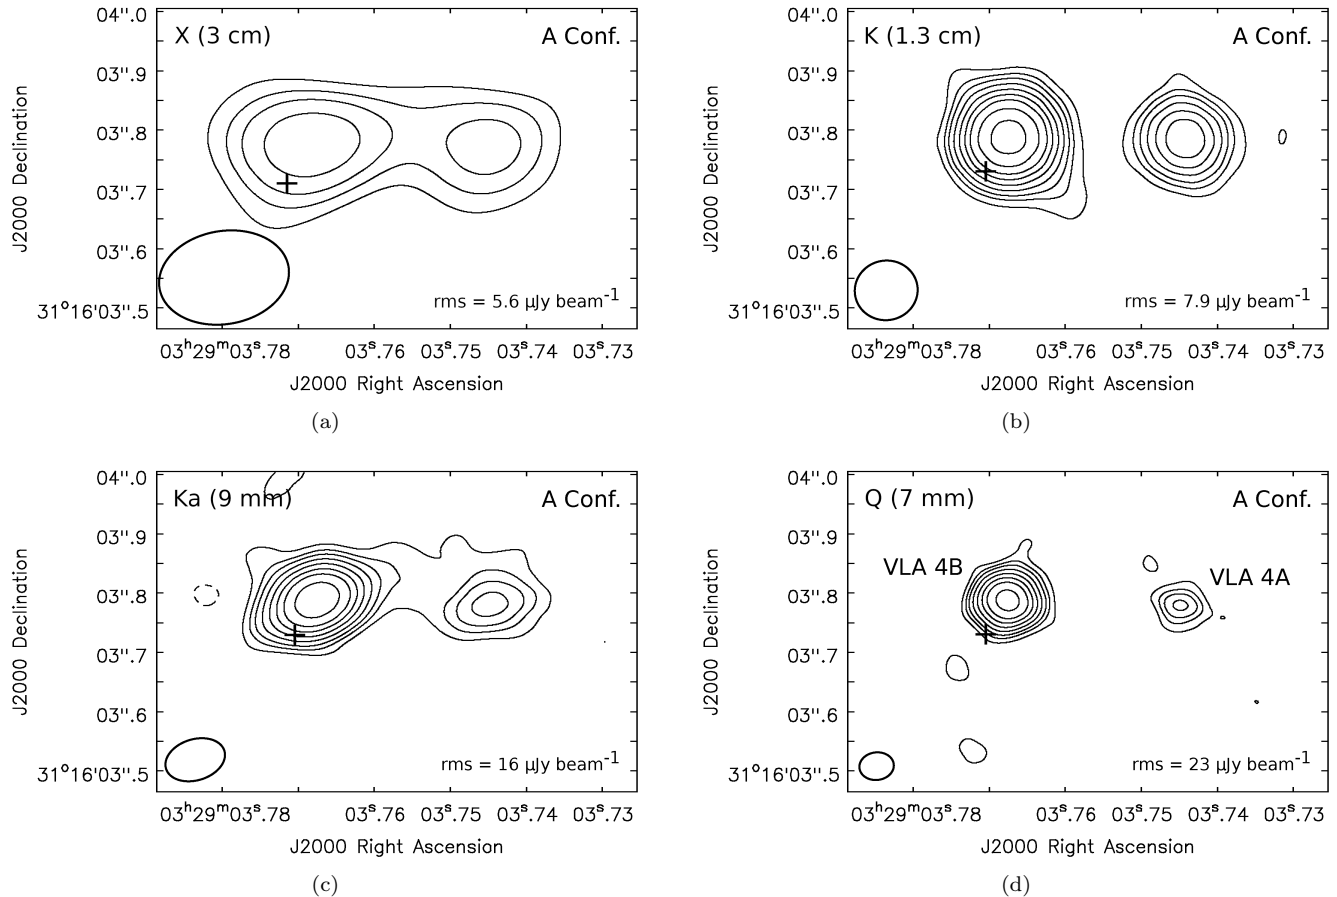 X (3 cm)
A Conf.
04".0
03".9
03".8
03".7
03".6
31°16'03".5
J2000 Declination
rms = 5.6 μJy beam⁻¹
03ʰ29ᵐ03ˢ.78
03ˢ.76
03ˢ.75
03ˢ.74
03ˢ.73
J2000 Right Ascension
(a)
K (1.3 cm)
A Conf.
04".0
03".9
03".8
03".7
03".6
31°16'03".5
J2000 Declination
rms = 7.9 μJy beam⁻¹
03ʰ29ᵐ03ˢ.78
03ˢ.76
03ˢ.75
03ˢ.74
03ˢ.73
J2000 Right Ascension
(b)
Ka (9 mm)
A Conf.
04".0
03".9
03".8
03".7
03".6
31°16'03".5
J2000 Declination
rms = 16 μJy beam⁻¹
03ʰ29ᵐ03ˢ.78
03ˢ.76
03ˢ.75
03ˢ.74
03ˢ.73
J2000 Right Ascension
(c)
Q (7 mm)
A Conf.
VLA 4B
VLA 4A
04".0
03".9
03".8
03".7
03".6
31°16'03".5
J2000 Declination
rms = 23 μJy beam⁻¹
03ʰ29ᵐ03ˢ.78
03ˢ.76
03ˢ.75
03ˢ.74
03ˢ.73
J2000 Right Ascension
(d)